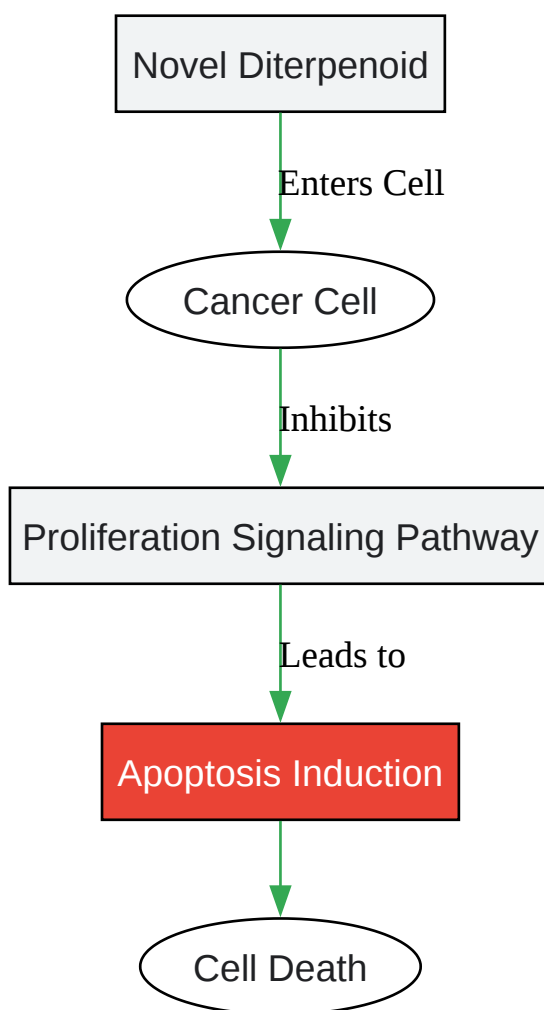 Novel Diterpenoid
Enters Cell
Cancer Cell
Inhibits
Proliferation Signaling Pathway
Leads to
Apoptosis Induction
Cell Death